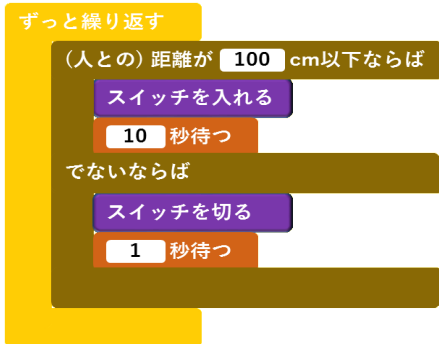 ずっと繰り返す
(人との) 距離が 100 cm以下ならば
スイッチを入れる
10 秒待つ
でないならば
スイッチを切る
1 秒待つ